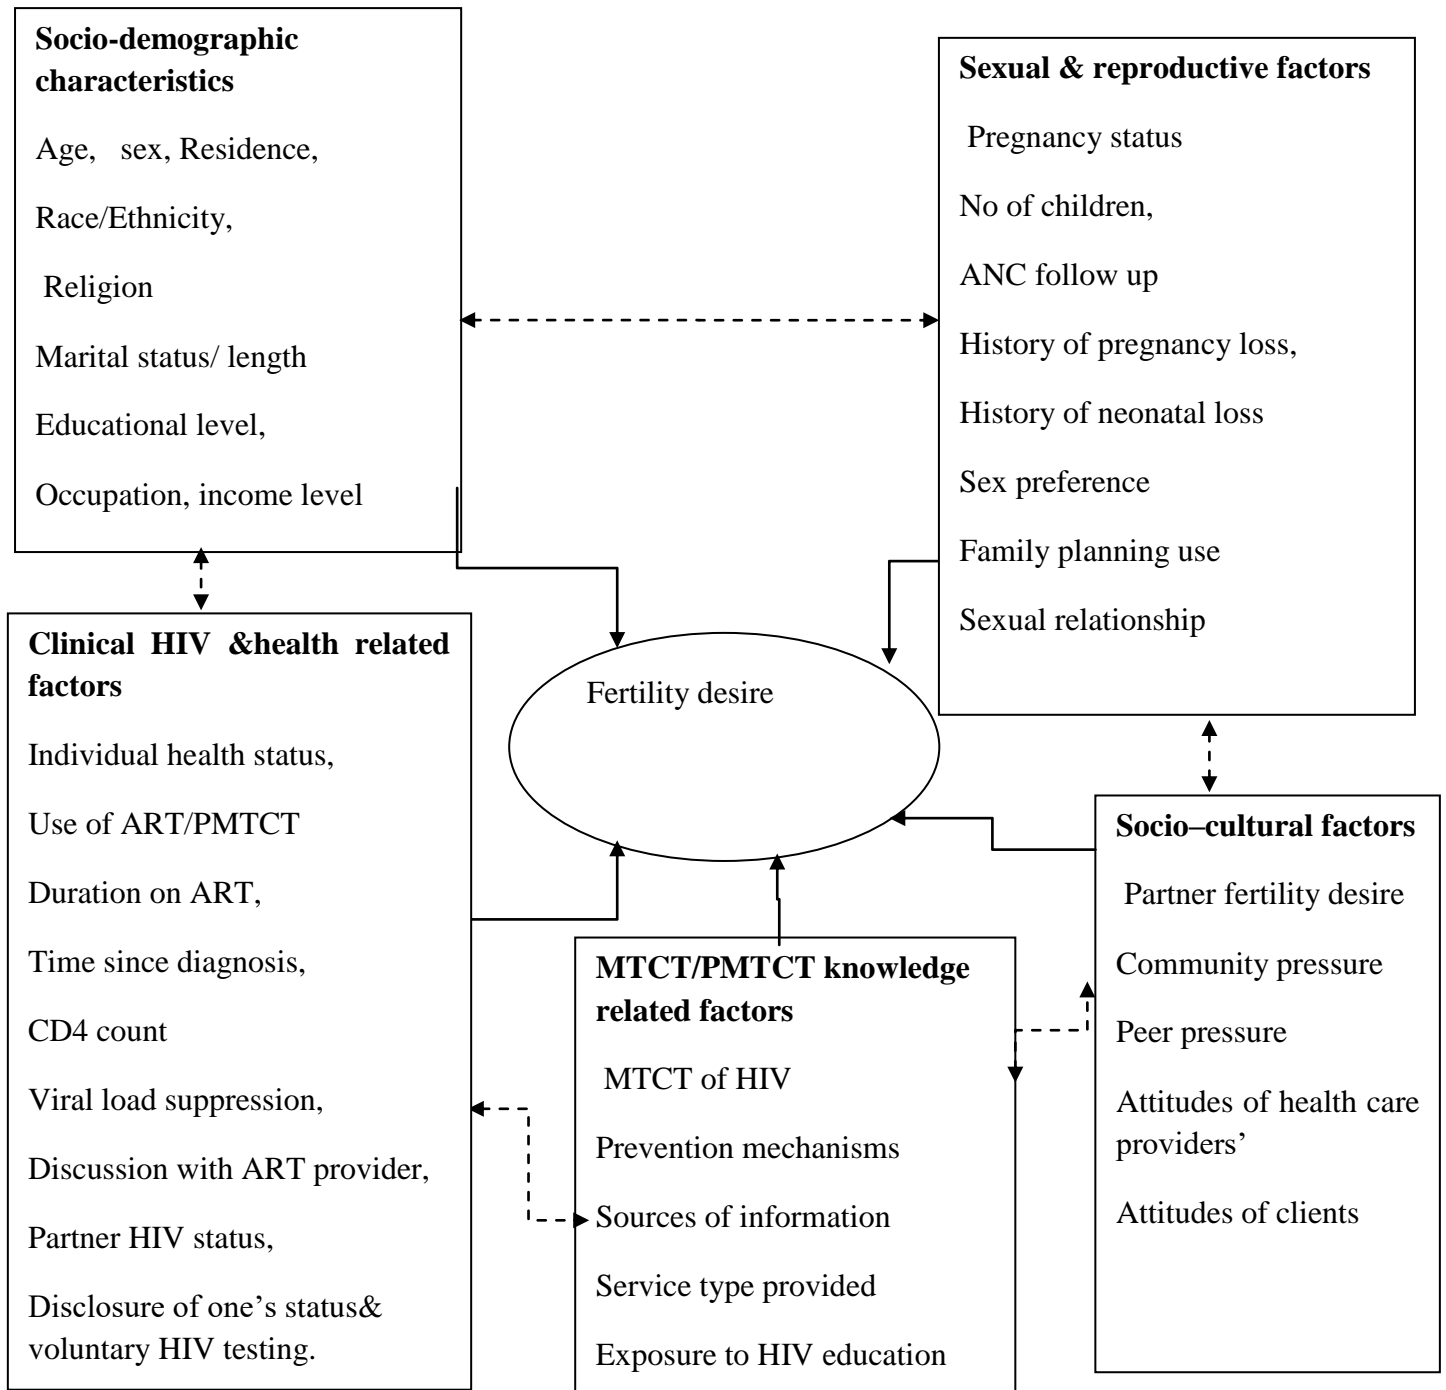 Socio-demographic
characteristics
Age, sex, Residence,
Race/Ethnicity,
Religion
Marital status/ length
Educational level,
Occupation, income level
Sexual & reproductive factors
Pregnancy status
No of children,
ANC follow up
History of pregnancy loss,
History of neonatal loss
Sex preference
Family planning use
Sexual relationship
Clinical HIV &health related
factors
Individual health status,
Use of ART/PMTCT
Duration on ART,
Time since diagnosis,
CD4 count
Viral load suppression,
Discussion with ART provider,
Partner HIV status,
Disclosure of one’s status&
voluntary HIV testing.
Fertility desire
MTCT/PMTCT knowledge
related factors
MTCT of HIV
Prevention mechanisms
Sources of information
Service type provided
Exposure to HIV education
Socio–cultural factors
Partner fertility desire
Community pressure
Peer pressure
Attitudes of health care
providers’
Attitudes of clients